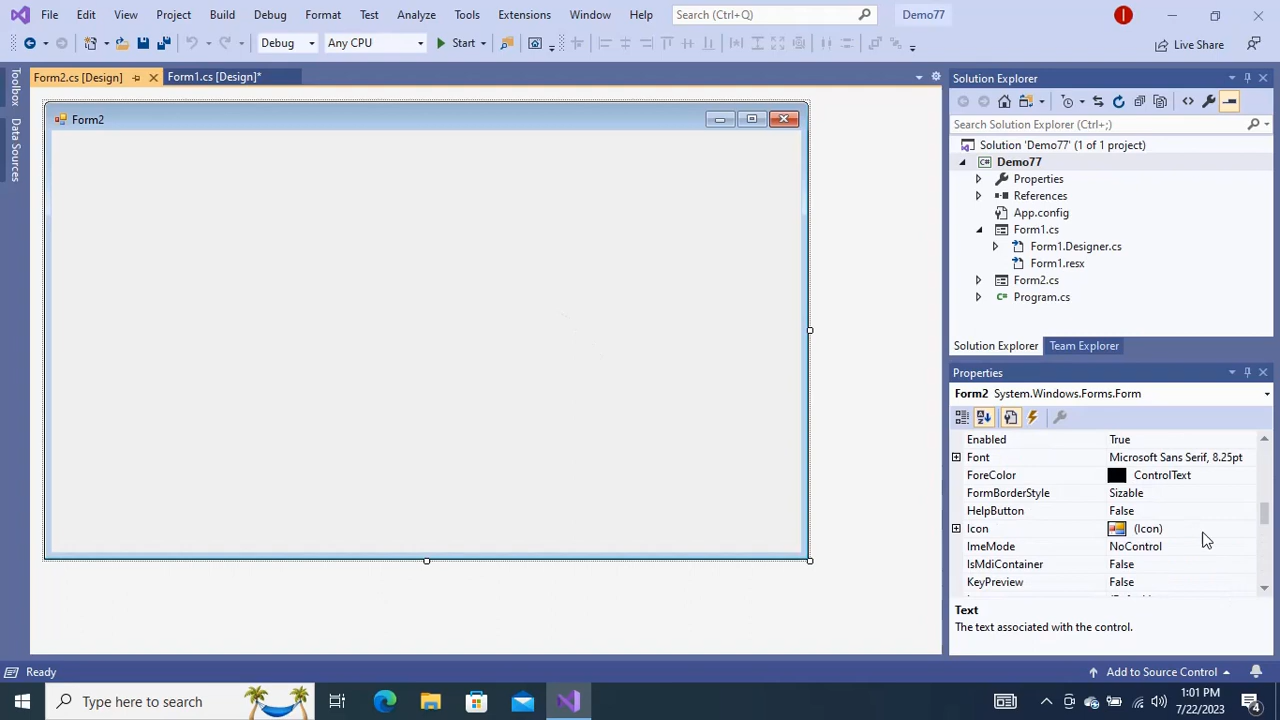 File Edit View Project Build Debug Format Test Analyze Tools Extensions Window Help Search (Ctrl+Q) Demo77
Debug Any CPU Start Live Share
Form2.cs [Design] Form1.cs [Design]*
Toolbox
Data Sources
Form2
Solution Explorer
Search Solution Explorer (Ctrl+;)
Solution 'Demo77' (1 of 1 project)
Demo77
Properties
References
App.config
Form1.cs
Form1.Designer.cs
Form1.resx
Form2.cs
Program.cs
Solution Explorer Team Explorer
Properties
Form2 System.Windows.Forms.Form
Enabled True
Font Microsoft Sans Serif, 8.25pt
ForeColor ControlText
FormBorderStyle Sizable
HelpButton False
Icon (Icon)
ImeMode NoControl
IsMdiContainer False
KeyPreview False
Text
The text associated with the control.
Ready Add to Source Control
Type here to search
1:01 PM
7/22/2023
4